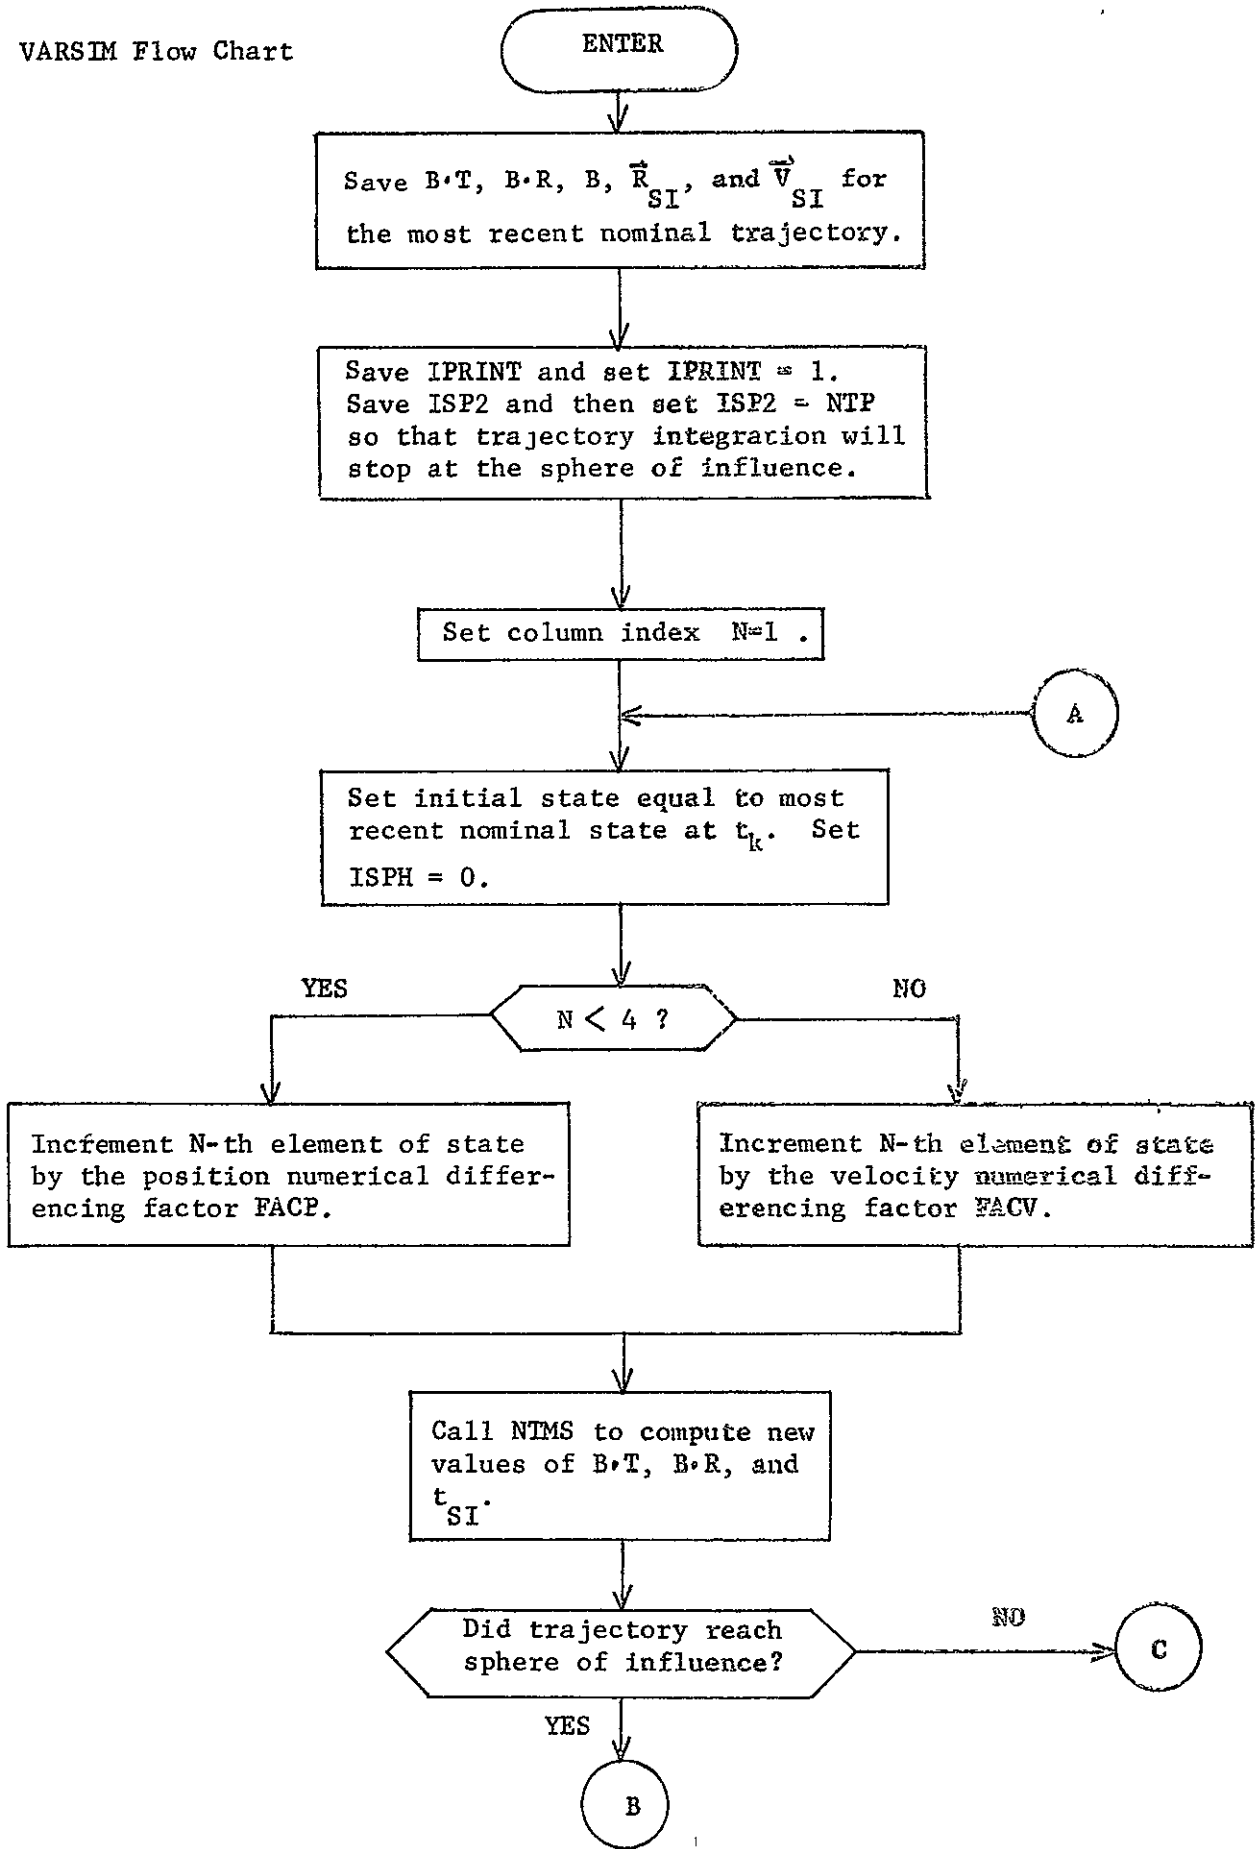 VARSIM Flow Chart
ENTER
Save B·T, B·R, B, R⃗_SI, and V⃗_SI for
the most recent nominal trajectory.
Save IPRINT and set IPRINT = 1.
Save ISP2 and then set ISP2 = NTP
so that trajectory integration will
stop at the sphere of influence.
Set column index N=1 .
A
Set initial state equal to most
recent nominal state at t_k. Set
ISPH = 0.
YES
NO
N < 4 ?
Increment N-th element of state
by the position numerical differ-
encing factor FACP.
Increment N-th element of state
by the velocity numerical diff-
erencing factor FACV.
Call NTMS to compute new
values of B·T, B·R, and
t_SI.
Did trajectory reach
sphere of influence?
NO
C
YES
B
1